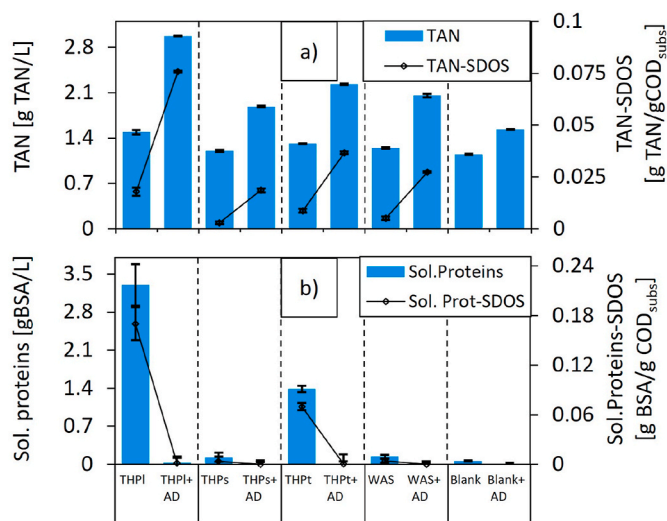 a)
TAN
TAN-SDOS
TAN [g TAN/L]
2.8
2.1
1.4
0.7
0
0.1
0.075
0.05
0.025
0
TAN-SDOS
[g TAN/gCODsubs]
b)
Sol.Proteins
Sol. Prot-SDOS
Sol. proteins [gBSA/L]
3.5
2.8
2.1
1.4
0.7
0
0.24
0.18
0.12
0.06
0
Sol.Proteins-SDOS
[g BSA/g CODsubs]
THPl THPl+ THPs THPs+ THPt THPt+ WAS WAS+ Blank Blank+
AD AD AD AD AD